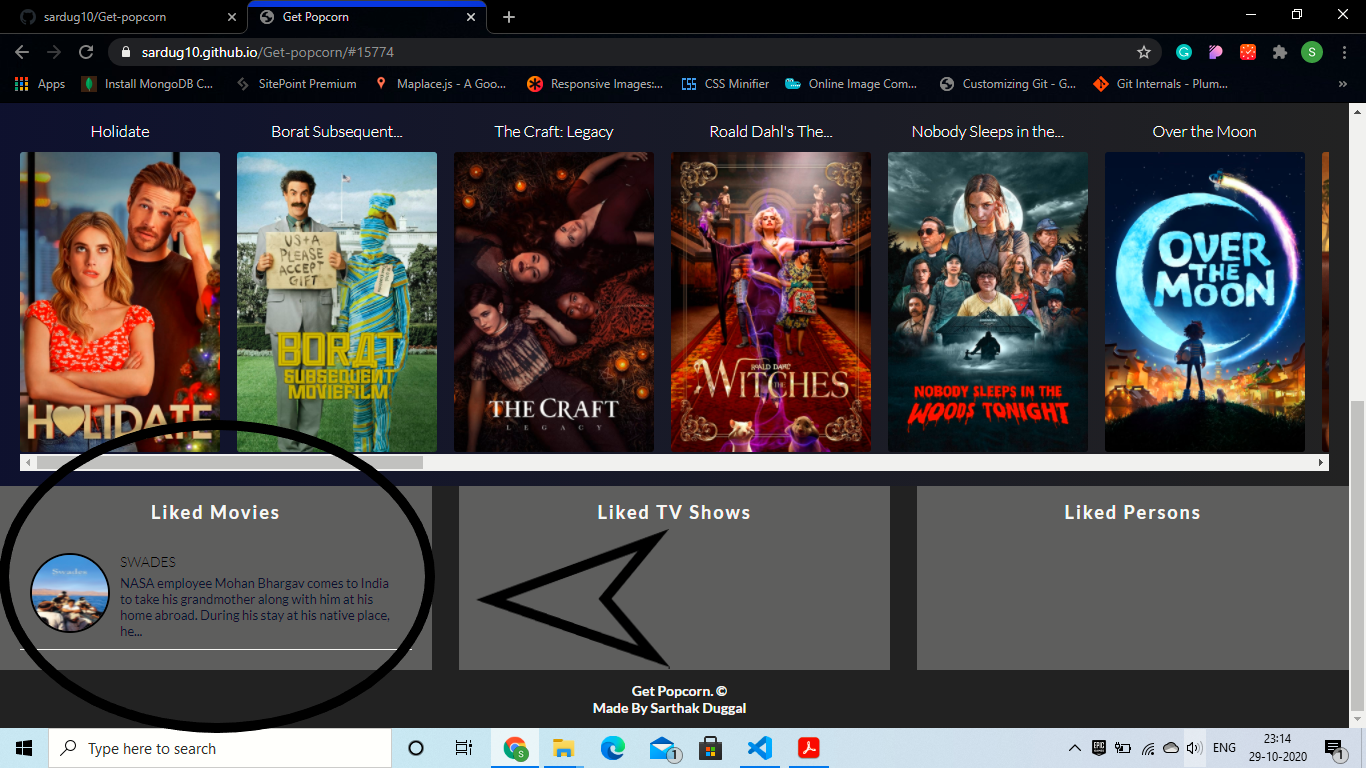 sardug10/Get-popcorn
Get Popcorn
sardug10.github.io/Get-popcorn/#15774
S
Apps
Install MongoDB C...
SitePoint Premium
Maplace.js - A Goo...
Responsive Images:...
CSS Minifier
Online Image Com...
Customizing Git - G...
Git Internals - Plum...
»
Holidate
Borat Subsequent...
The Craft: Legacy
Roald Dahl's The...
Nobody Sleeps in the...
Over the Moon
HOLIDATE
US+A
PLEASE
ACCEPT
GIFT
BORAT
SUBSEQUENT
MOVIEFILM
THE CRAFT
LEGACY
ROALD DAHL'S
THE WITCHES
NOBODY SLEEPS IN THE
WOODS TONIGHT
OVER
THE
MOON
Liked Movies
Liked TV Shows
Liked Persons
Swades
SWADES
NASA employee Mohan Bhargav comes to India
to take his grandmother along with him at his
home abroad. During his stay at his native place,
he...
Get Popcorn. ©
Made By Sarthak Duggal
Type here to search
S
1
EPIC
GAMES
ENG
23:14
29-10-2020
1